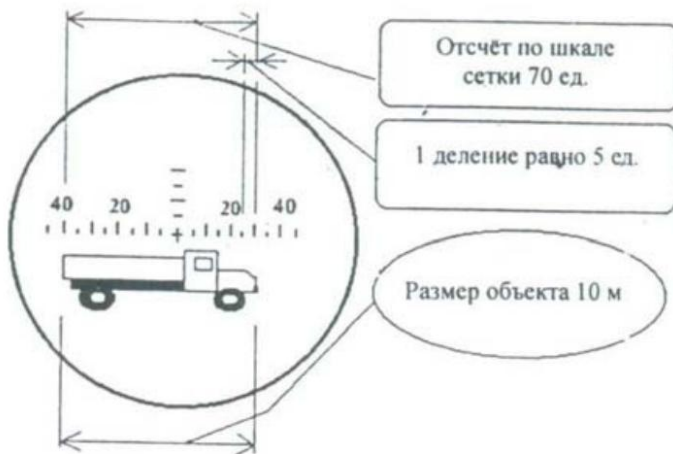 Отсчёт по шкале
сетки 70 ед.
1 деление равно 5 ед.
40 20 20 40
Размер объекта 10 м